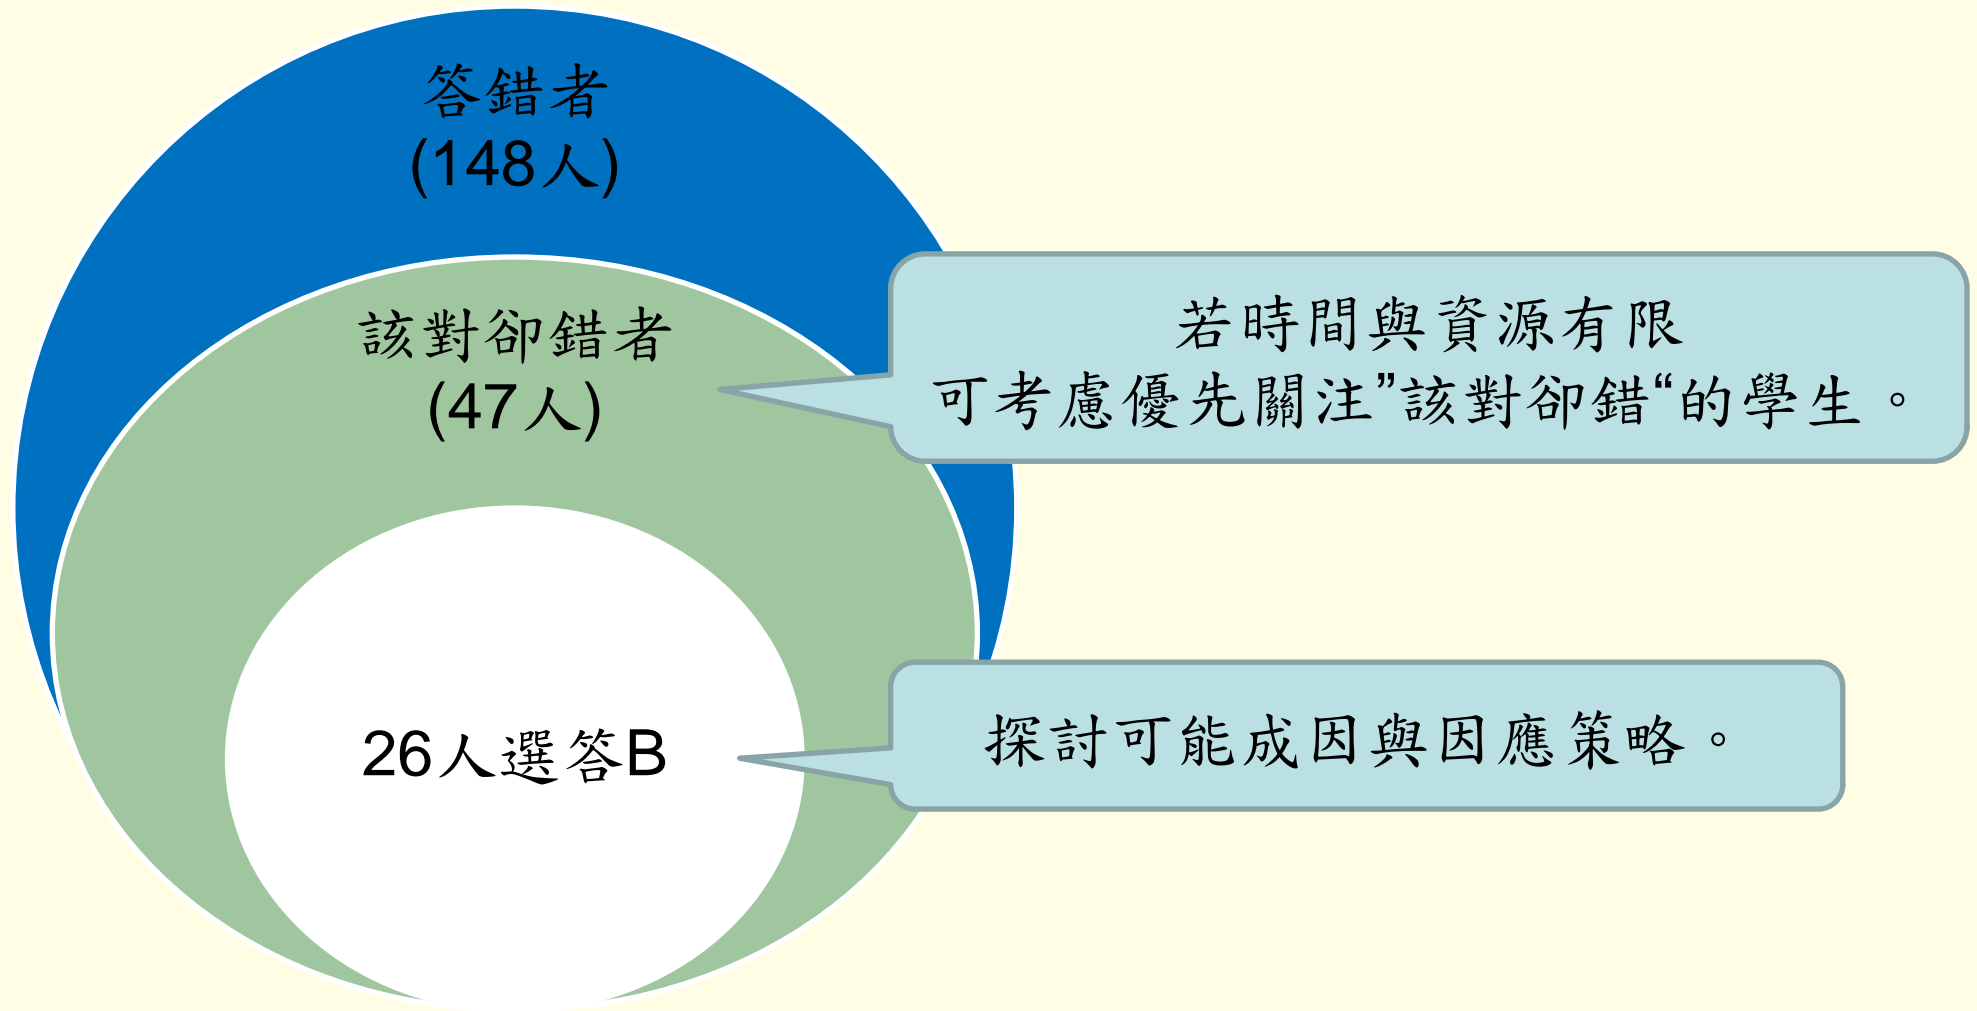 答錯者
(148人)
該對卻錯者
(47人)
若時間與資源有限
可考慮優先關注”該對卻錯“的學生。
26人選答B
探討可能成因與因應策略。